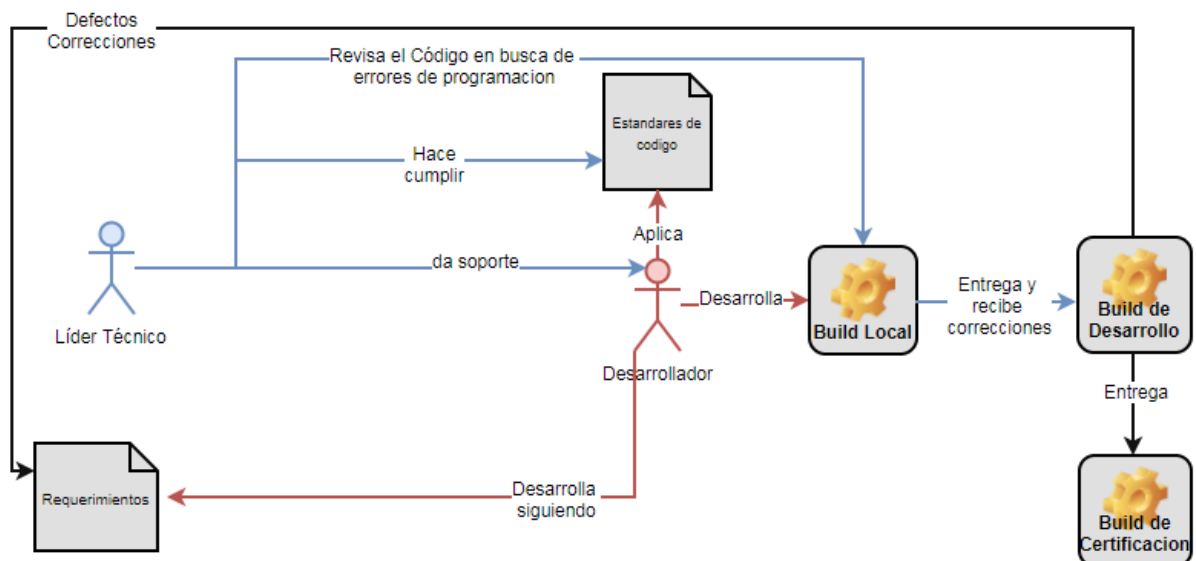 Defectos
Correcciones
Revisa el Código en busca de
errores de programacion
Estandares de
codigo
Hace
cumplir
Aplica
da soporte
Desarrolla
Entrega y
recibe
correcciones
Build Local
Build de
Desarrollo
Líder Técnico
Desarrollador
Entrega
Requerimientos
Desarrolla
siguiendo
Build de
Certificacion